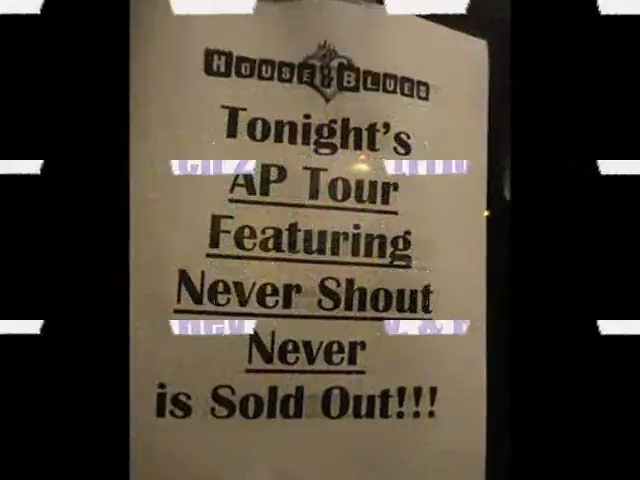 House of Blues
Tonight's
AP Tour
Featuring
Never Shout
Never
is Sold Out!!!